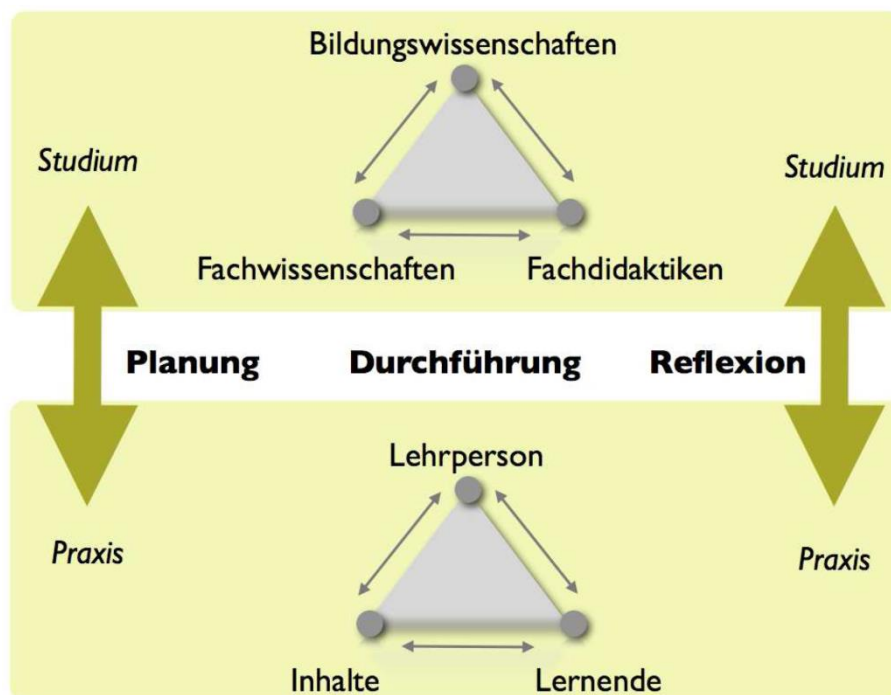 Bildungswissenschaften
Studium
Studium
Fachwissenschaften
Fachdidaktiken
Planung
Durchführung
Reflexion
Lehrperson
Praxis
Praxis
Inhalte
Lernende